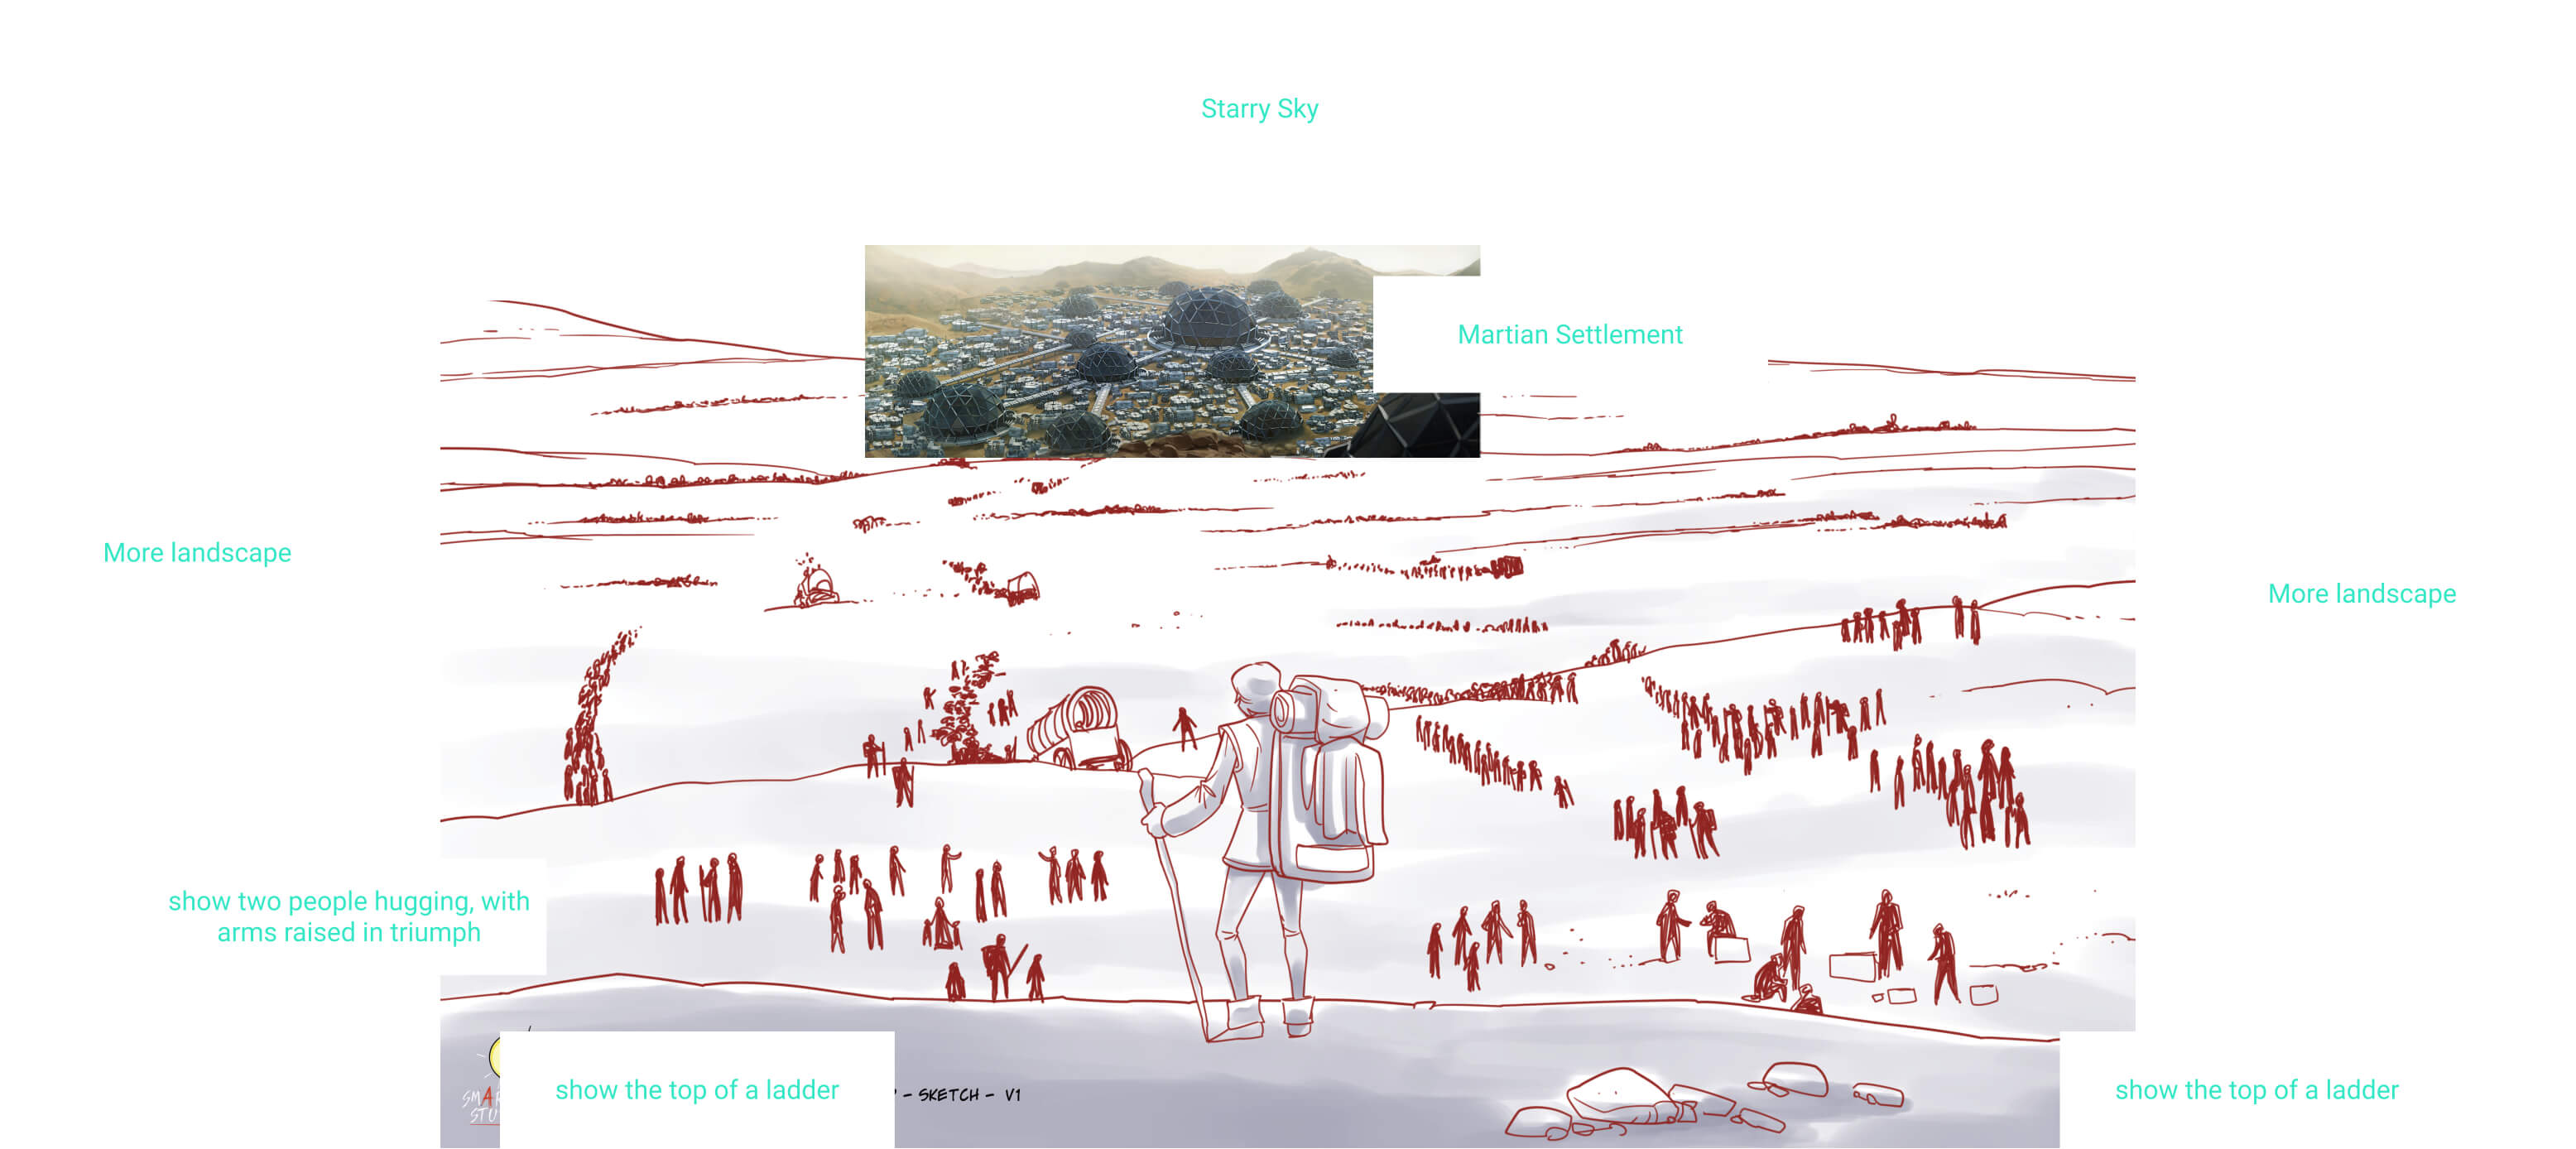 Starry Sky
Martian Settlement
More landscape
More landscape
show two people hugging, with
arms raised in triumph
show the top of a ladder
- SKETCH - V1
show the top of a ladder